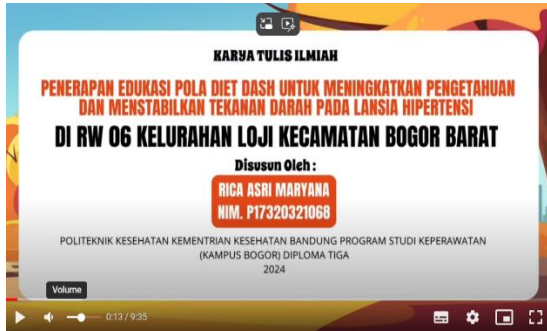 KARYA TULIS ILMIAH
PENERAPAN EDUKASI POLA DIET DASH UNTUK MENINGKATKAN PENGETAHUAN
DAN MENSTABILKAN TEKANAN DARAH PADA LANSIA HIPERTENSI
DI RW 06 KELURAHAN LOJI KECAMATAN BOGOR BARAT
Disusun Oleh :
RICA ASRI MARYANA
NIM. P17320321068
POLITEKNIK KESEHATAN KEMENTRIAN KESEHATAN BANDUNG PROGRAM STUDI KEPERAWATAN
(KAMPUS BOGOR) DIPLOMA TIGA
2024
Volume
0:13 / 9:35